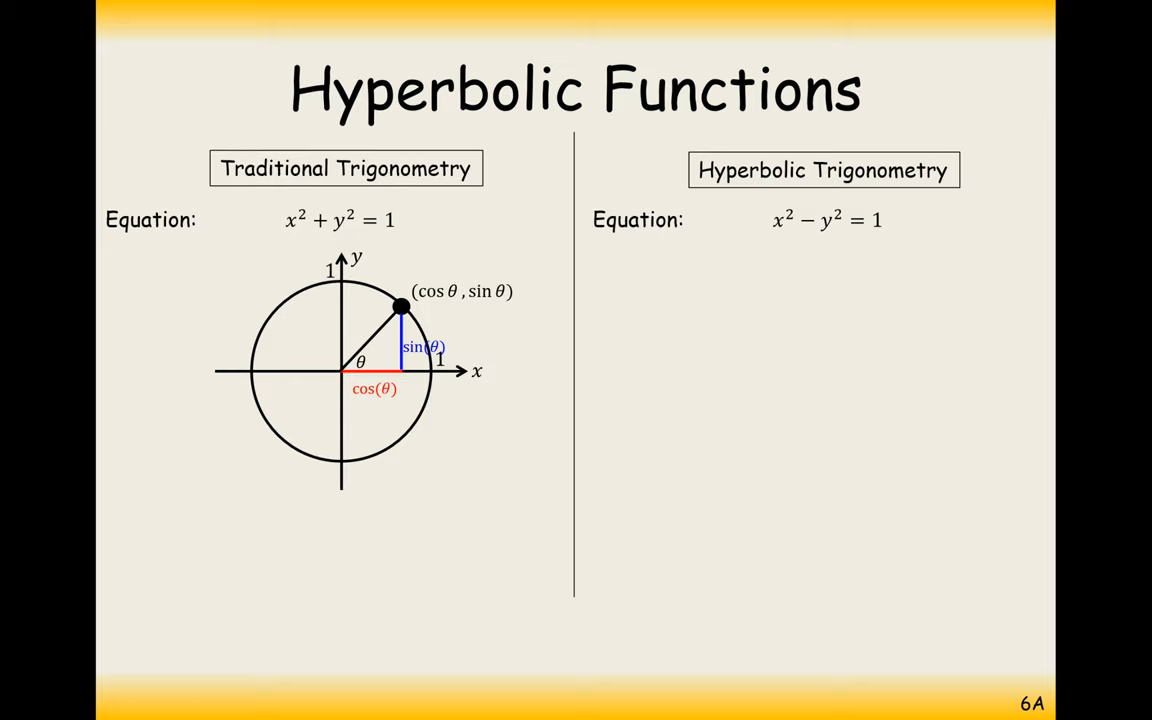 Hyperbolic Functions
Traditional Trigonometry
Equation: x² + y² = 1
y
1
(cos θ , sin θ)
sin(θ)
θ
1
x
cos(θ)
Hyperbolic Trigonometry
Equation: x² − y² = 1
6A